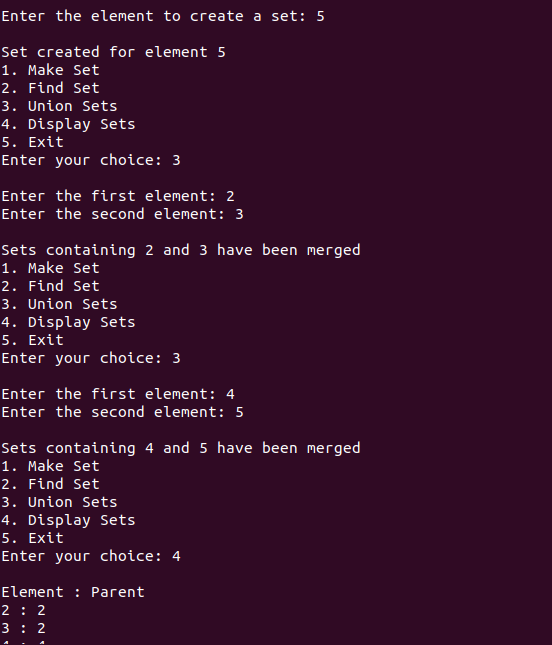 Enter the element to create a set: 5
Set created for element 5
1. Make Set
2. Find Set
3. Union Sets
4. Display Sets
5. Exit
Enter your choice: 3
Enter the first element: 2
Enter the second element: 3
Sets containing 2 and 3 have been merged
1. Make Set
2. Find Set
3. Union Sets
4. Display Sets
5. Exit
Enter your choice: 3
Enter the first element: 4
Enter the second element: 5
Sets containing 4 and 5 have been merged
1. Make Set
2. Find Set
3. Union Sets
4. Display Sets
5. Exit
Enter your choice: 4
Element : Parent
2 : 2
3 : 2